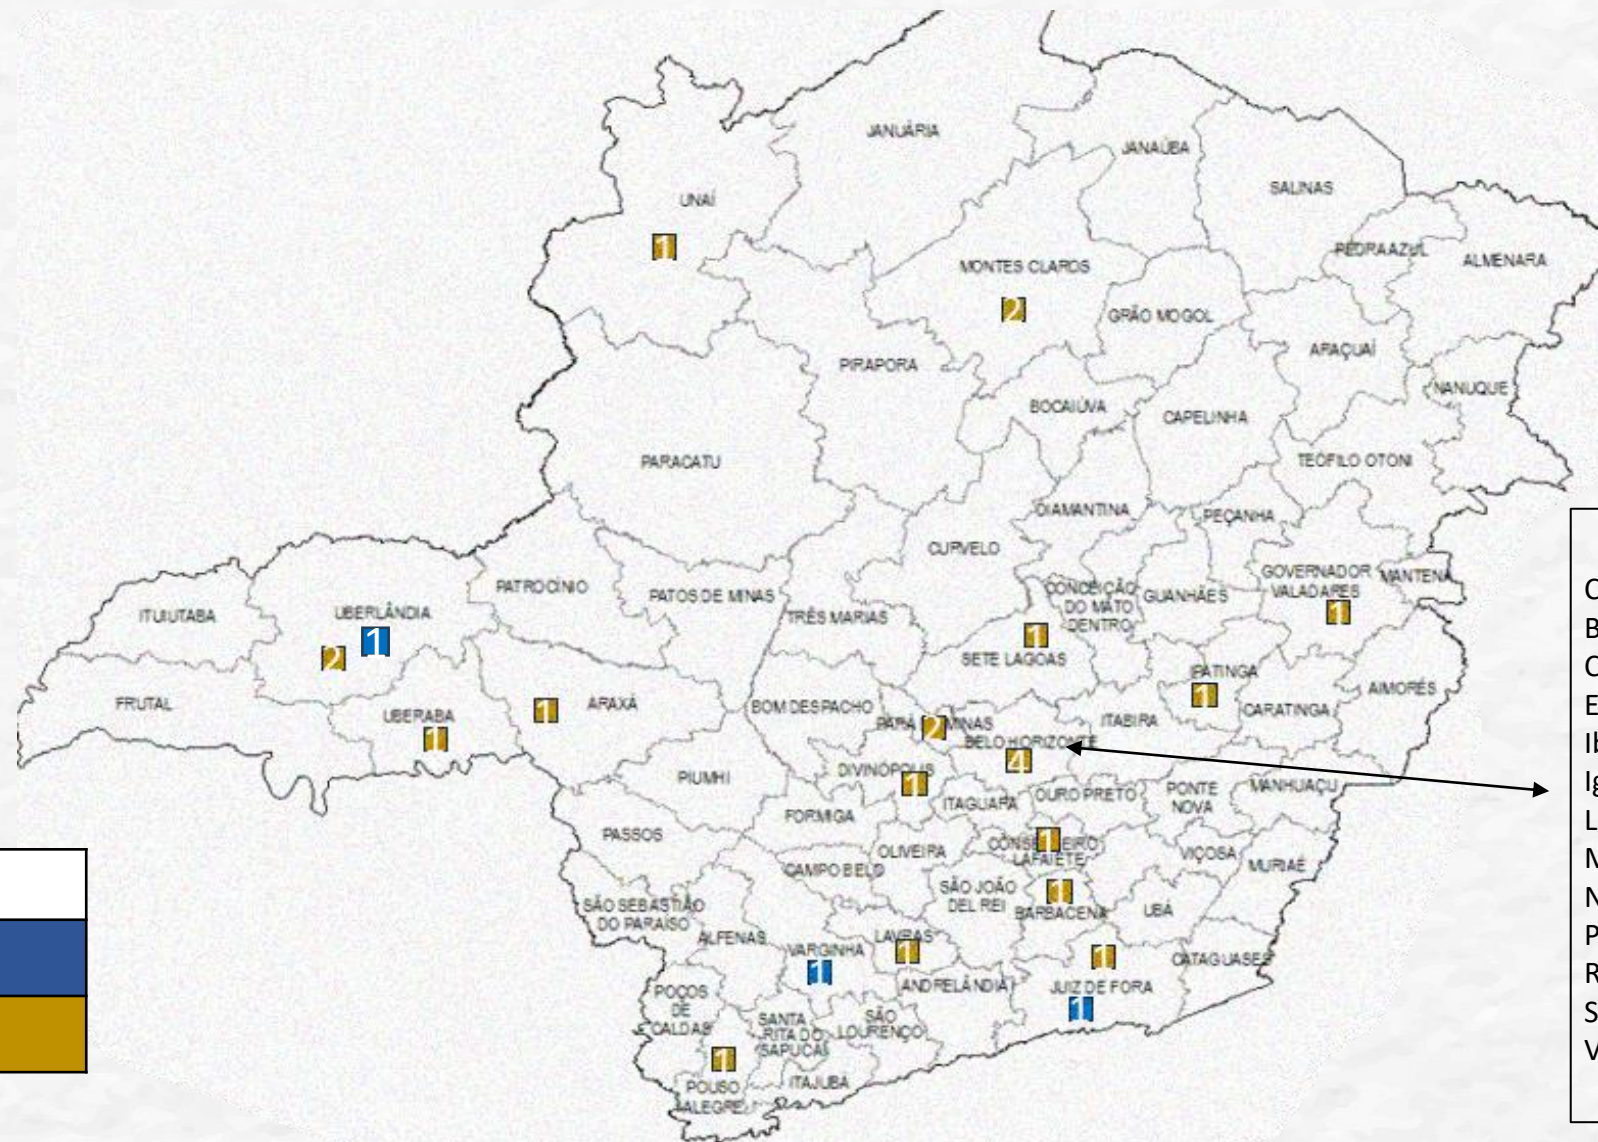 JANUÁRIA
JANAÚBA
SALINAS
UNAÍ
1
PEDRA AZUL
ALMENARA
MONTES CLAROS
2
GRÃO MOGOL
ARAÇUAÍ
PIRAPORA
NANUQUE
BOCAIÚVA
CAPELINHA
PARACATU
TEÓFILO OTONI
DIAMANTINA
PEÇANHA
CURVELO
GOVERNADOR
VALADARES
1
MANTENA
PATROCÍNIO
PATOS DE MINAS
CONCEIÇÃO
DO MATO
DENTRO
GUANHÃES
ITUIUTABA
UBERLÂNDIA
1
2
TRÊS MARIAS
1
SETE LAGOAS
IPATINGA
1
AIMORÉS
FRUTAL
UBERABA
1
1
ARAXÁ
BOM DESPACHO
PARÁ 2 MINAS
ITABIRA
CARATINGA
BELO HORIZONTE
4
DIVINÓPOLIS
1
PIUMHI
ITAGUARA
OURO PRETO
PONTE
NOVA
MANHUAÇU
FORMIGA
PASSOS
OLIVEIRA
1
LAFAIETE
VIÇOSA
MURIAÉ
CAMPO BELO
SÃO JOÃO
DEL REI
1
BARBACENA
UBÁ
SÃO SEBASTIÃO
DO PARAÍSO
ALFENAS
VARGINHA
1
LAVRAS
1
1
CATAGUASES
ANDRELÂNDIA
JUIZ DE FORA
1
POÇOS
DE
CALDAS
SANTA
RITA DO
SAPUCAÍ
SÃO
LOURENÇO
1
POUSO
ALEGRE
ITAJUBÁ
C
B
C
E
Ib
Ig
L
M
N
P
R
S
V